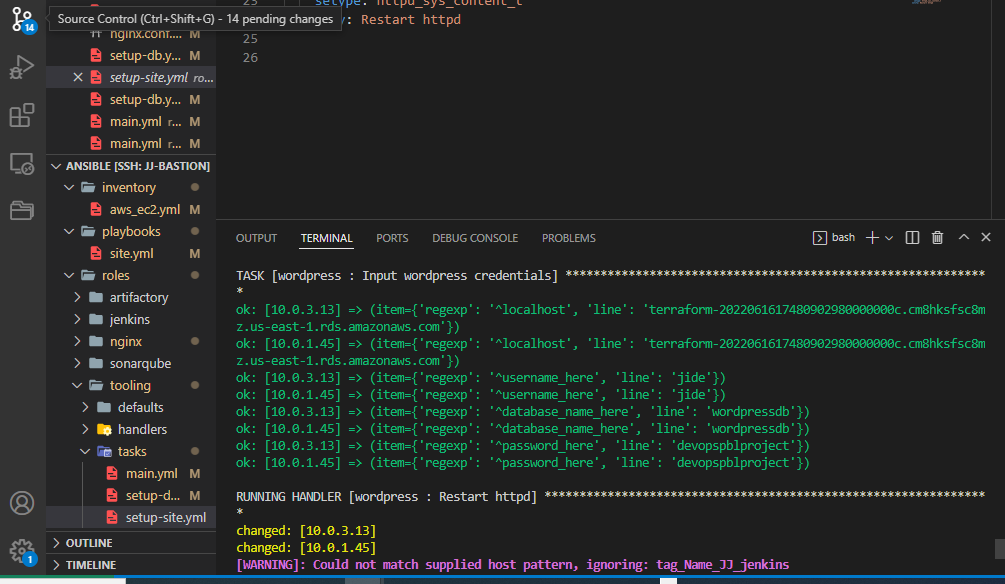 14
Source Control (Ctrl+Shift+G) - 14 pending changes
nginx.conf.... M
setup-db.y... M
setup-site.yml ro...
setup-db.y... M
main.yml r... M
main.yml r... M
ANSIBLE [SSH: JJ-BASTION]
inventory
aws_ec2.yml M
playbooks
site.yml M
roles
artifactory
jenkins
nginx
sonarqube
tooling
defaults
handlers
tasks
main.yml M
setup-d... M
setup-site.yml
OUTLINE
TIMELINE
1
23 setype: httpd_sys_content_t
y: Restart httpd
25
26
OUTPUT TERMINAL PORTS DEBUG CONSOLE PROBLEMS bash
TASK [wordpress : Input wordpress credentials] ************************************************************
*
ok: [10.0.3.13] => (item={'regexp': '^localhost', 'line': 'terraform-20220616174809029800000000c.cm8hksfsc8m
z.us-east-1.rds.amazonaws.com'})
ok: [10.0.1.45] => (item={'regexp': '^localhost', 'line': 'terraform-20220616174809029800000000c.cm8hksfsc8m
z.us-east-1.rds.amazonaws.com'})
ok: [10.0.3.13] => (item={'regexp': '^username_here', 'line': 'jide'})
ok: [10.0.1.45] => (item={'regexp': '^username_here', 'line': 'jide'})
ok: [10.0.3.13] => (item={'regexp': '^database_name_here', 'line': 'wordpressdb'})
ok: [10.0.1.45] => (item={'regexp': '^database_name_here', 'line': 'wordpressdb'})
ok: [10.0.3.13] => (item={'regexp': '^password_here', 'line': 'devopspblproject'})
ok: [10.0.1.45] => (item={'regexp': '^password_here', 'line': 'devopspblproject'})
RUNNING HANDLER [wordpress : Restart httpd] ***************************************************************
*
changed: [10.0.3.13]
changed: [10.0.1.45]
[WARNING]: Could not match supplied host pattern, ignoring: tag_Name_JJ_jenkins